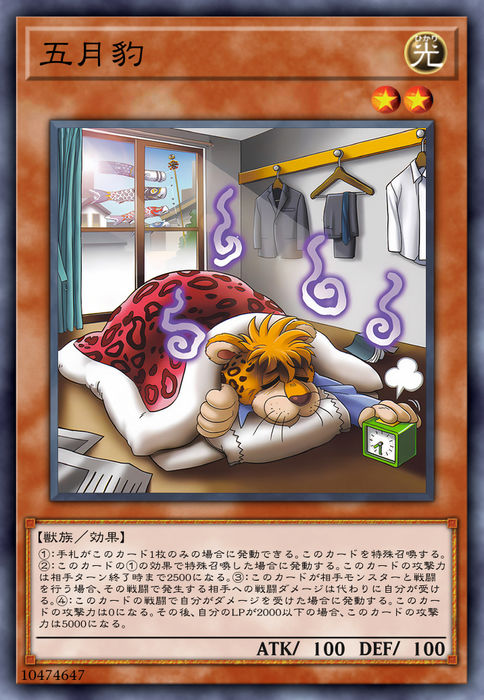 五月豹
ひかり
光
【獣族／効果】
①：手札がこのカード1枚のみの場合に発動できる。このカードを特殊召喚する。
②：このカードの①の効果で特殊召喚した場合に発動する。このカードの攻撃力
は相手ターン終了時まで2500になる。③：このカードが相手モンスターと戦闘
を行う場合、その戦闘で発生する相手への戦闘ダメージは代わりに自分が受け
る。④：このカードの戦闘で自分がダメージを受けた場合に発動する。このカー
ドの攻撃力は0になる。その後、自分のLPが2000以下の場合、このカードの攻撃
力は5000になる。
ATK/ 100 DEF/ 100
10474647